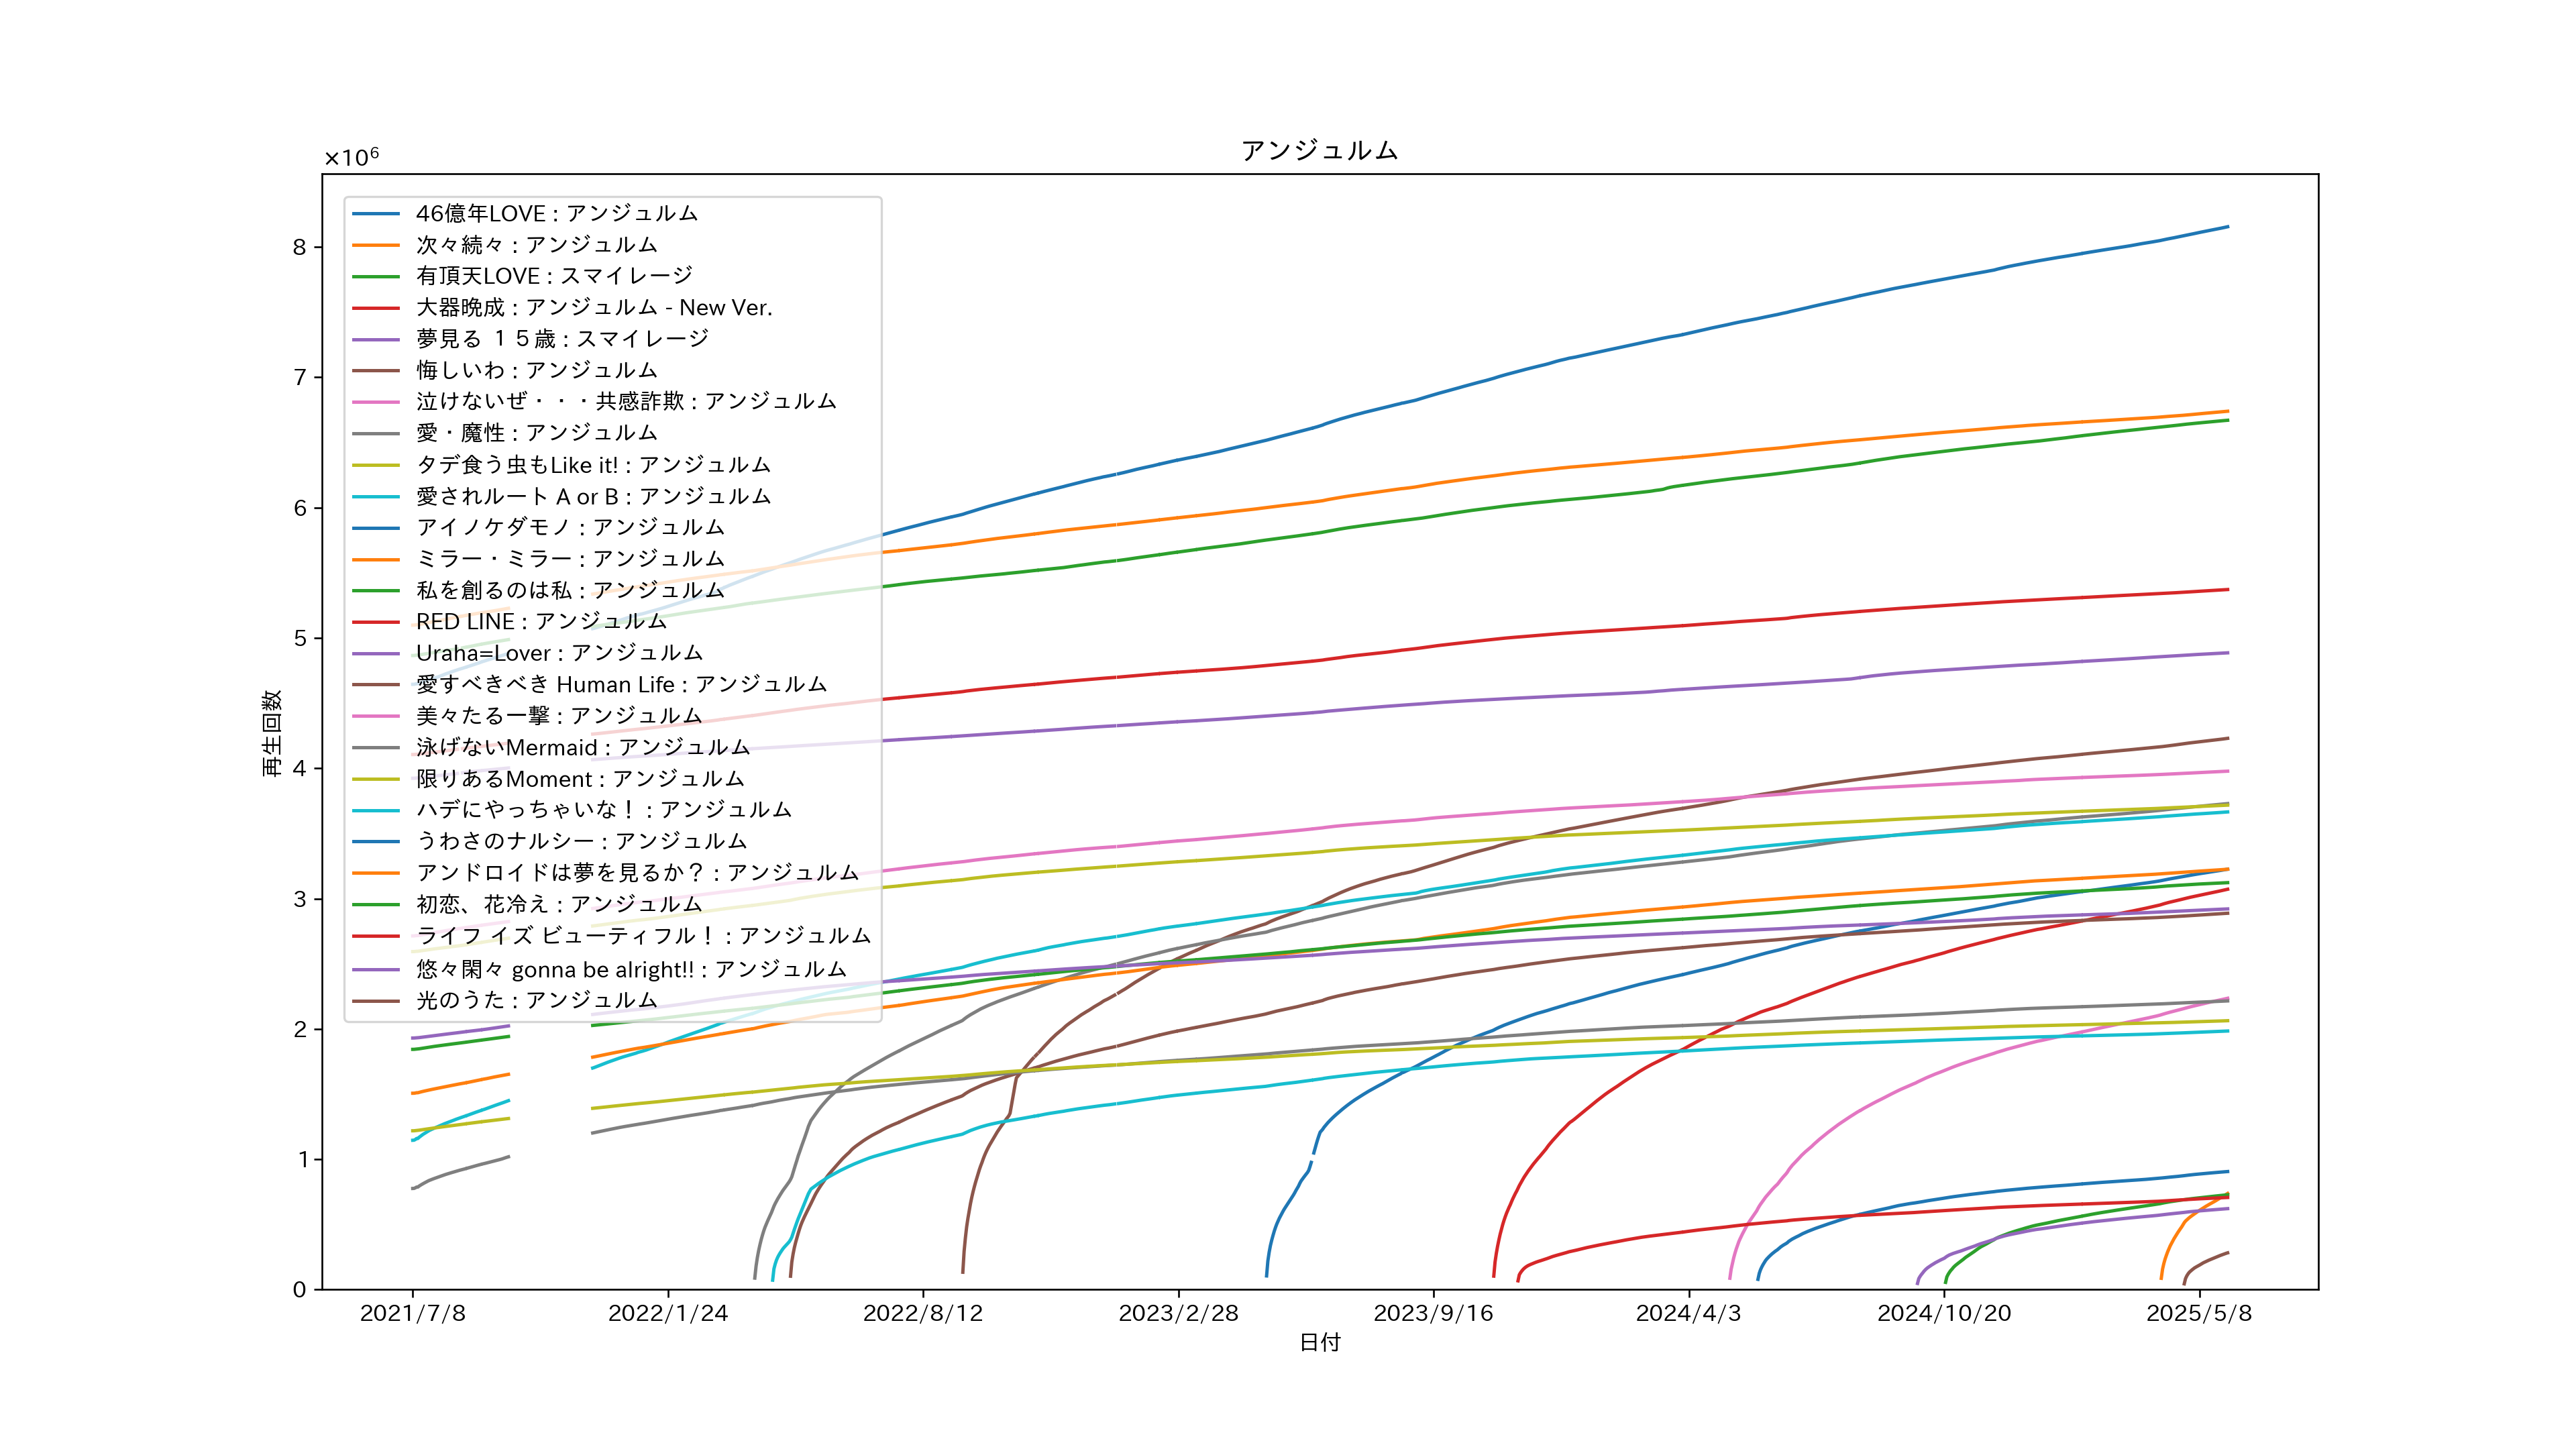 アンジュルム
×10⁶
46億年LOVE : アンジュルム
次々続々 : アンジュルム
有頂天LOVE : スマイレージ
大器晩成 : アンジュルム - New Ver.
夢見る １５歳 : スマイレージ
悔しいわ : アンジュルム
泣けないぜ・・・共感詐欺 : アンジュルム
愛・魔性 : アンジュルム
タデ食う虫もLike it! : アンジュルム
愛されルート A or B : アンジュルム
アイノケダモノ : アンジュルム
ミラー・ミラー : アンジュルム
私を創るのは私 : アンジュルム
RED LINE : アンジュルム
Uraha=Lover : アンジュルム
愛すべきべき Human Life : アンジュルム
美々たる一撃 : アンジュルム
泳げないMermaid : アンジュルム
限りあるMoment : アンジュルム
ハデにやっちゃいな！ : アンジュルム
うわさのナルシー : アンジュルム
アンドロイドは夢を見るか？ : アンジュルム
初恋、花冷え : アンジュルム
ライフ イズ ビューティフル！ : アンジュルム
悠々閑々 gonna be alright!! : アンジュルム
光のうた : アンジュルム
8
7
6
5
4
3
2
1
0
再生回数
2021/7/8 2022/1/24 2022/8/12 2023/2/28 2023/9/16 2024/4/3 2024/10/20 2025/5/8
日付